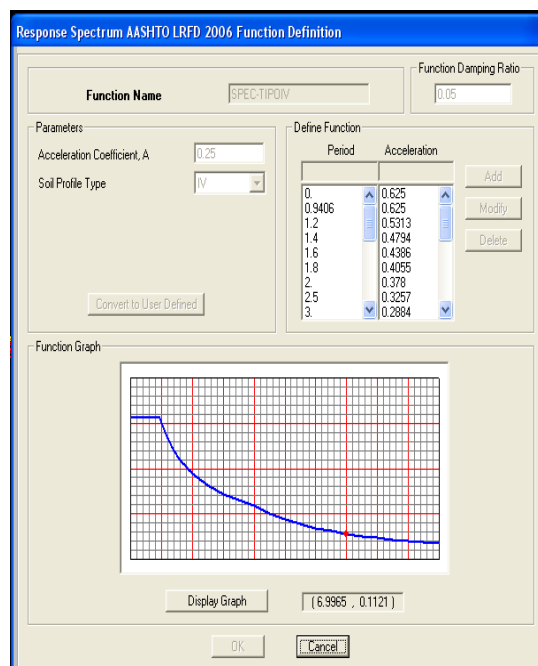 Response Spectrum AASHTO LRFD 2006 Function Definition
Function Damping Ratio
Function Name SPEC-TIPOIV 0.05
Parameters Define Function
Acceleration Coefficient, A 0.25
Soil Profile Type IV
Convert to User Defined
Period Acceleration
0. 0.625
0.9406 0.625
1.2 0.5313
1.4 0.4794
1.6 0.4386
1.8 0.4055
2. 0.378
2.5 0.3257
3. 0.2884
Add
Modify
Delete
Function Graph
Display Graph (6.9965 , 0.1121 )
OK Cancel